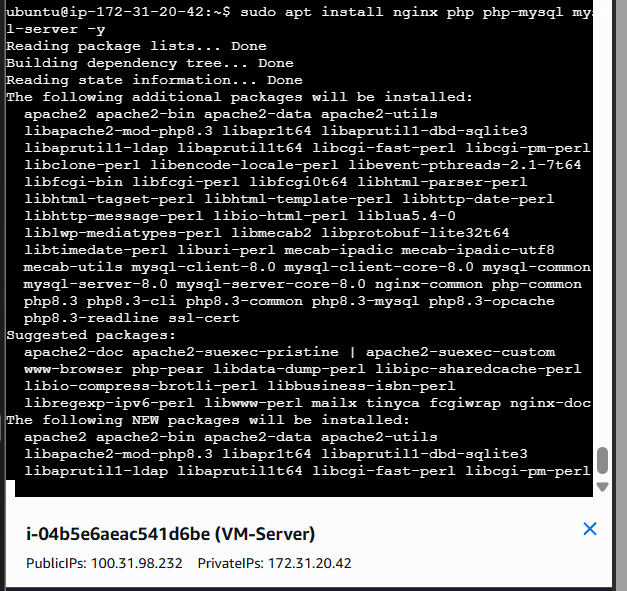 ubuntu@ip-172-31-20-42:~$ sudo apt install nginx php php-mysql mys
l-server -y
Reading package lists... Done
Building dependency tree... Done
Reading state information... Done
The following additional packages will be installed:
apache2 apache2-bin apache2-data apache2-utils
libapache2-mod-php8.3 libapr1t64 libaprutil1-dbd-sqlite3
libaprutil1-ldap libaprutil1t64 libcgi-fast-perl libcgi-pm-perl
libclone-perl libencode-locale-perl libevent-pthreads-2.1-7t64
libfcgi-bin libfcgi-perl libfcgi0t64 libhtml-parser-perl
libhtml-tagset-perl libhtml-template-perl libhttp-date-perl
libhttp-message-perl libio-html-perl liblua5.4-0
liblwp-mediatypes-perl libmecab2 libprotobuf-lite32t64
libtimedate-perl liburi-perl mecab-ipadic mecab-ipadic-utf8
mecab-utils mysql-client-8.0 mysql-client-core-8.0 mysql-common
mysql-server-8.0 mysql-server-core-8.0 nginx-common php-common
php8.3 php8.3-cli php8.3-common php8.3-mysql php8.3-opcache
php8.3-readline ssl-cert
Suggested packages:
apache2-doc apache2-suexec-pristine | apache2-suexec-custom
www-browser php-pear libdata-dump-perl libipc-sharedcache-perl
libio-compress-brotli-perl libbusiness-isbn-perl
libregexp-ipv6-perl libwww-perl mailx tinyca fcgiwrap nginx-doc
The following NEW packages will be installed:
apache2 apache2-bin apache2-data apache2-utils
libapache2-mod-php8.3 libapr1t64 libaprutil1-dbd-sqlite3
libaprutil1-ldap libaprutil1t64 libcgi-fast-perl libcgi-pm-perl
i-04b5e6aeac541d6be (VM-Server)
PublicIPs: 100.31.98.232 PrivateIPs: 172.31.20.42